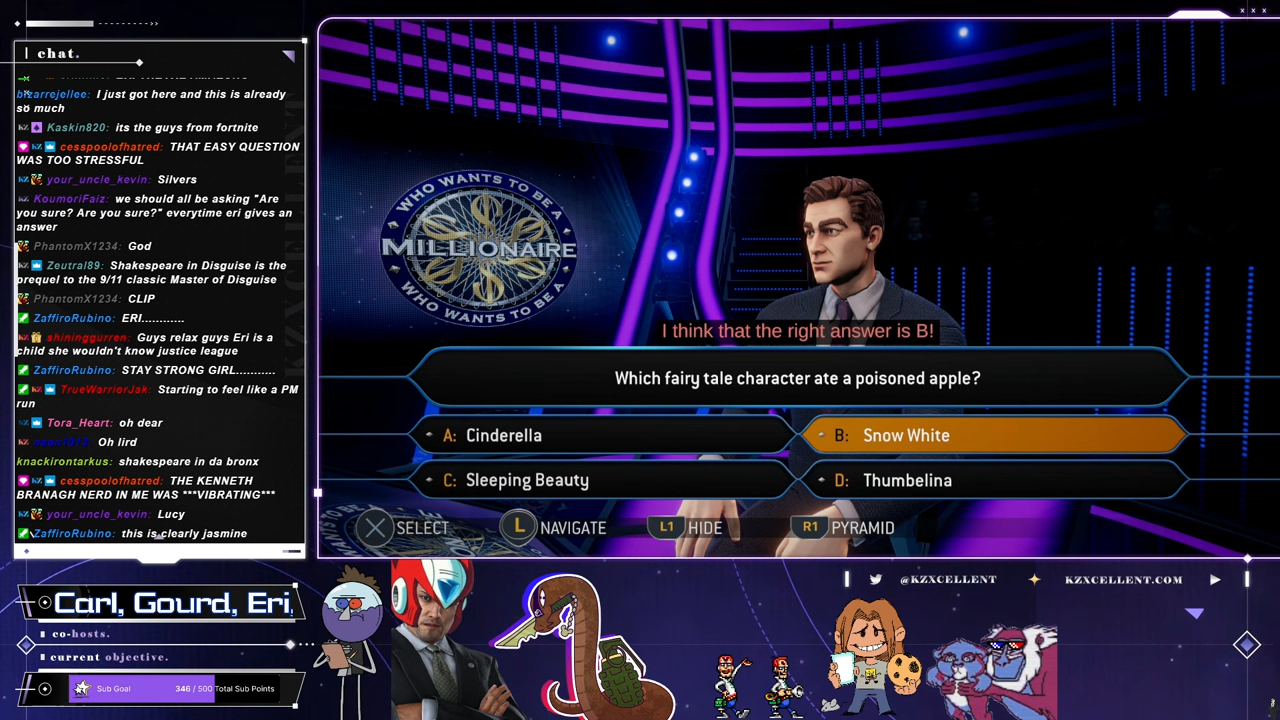 chat.
bizarrejellee: I just got here and this is already
so much
Kaskin820: its the guys from fortnite
cesspoolofhatred: THAT EASY QUESTION
WAS TOO STRESSFUL
your_uncle_kevin: Silvers
KoumoriFaiz: we should all be asking "Are
you sure? Are you sure?" everytime eri gives an
answer
PhantomX1234: God
Zeutral89: Shakespeare in Disguise is the
prequel to the 9/11 classic Master of Disguise
PhantomX1234: CLIP
ZaffiroRubino: ERI...........
shininggurren: Guys relax guys Eri is a
child she wouldn't know justice league
ZaffiroRubino: STAY STRONG GIRL..........
TrueWarriorJak: Starting to feel like a PM
run
Tora_Heart: oh dear
Oh lird
knackirontarkus: shakespeare in da bronx
cesspoolofhatred: THE KENNETH
BRANAGH NERD IN ME WAS ***VIBRATING***
your_uncle_kevin: Lucy
ZaffiroRubino: this is clearly jasmine
WHO WANTS TO BE A
MILLIONAIRE
WHO WANTS TO BE A
I think that the right answer is B!
Which fairy tale character ate a poisoned apple?
A: Cinderella
B: Snow White
C: Sleeping Beauty
D: Thumbelina
SELECT
L NAVIGATE
L1 HIDE
R1 PYRAMID
Carl, Gourd, Eri,
co-hosts.
current objective.
Sub Goal
346 / 500 Total Sub Points
@KZXCELLENT
KZXCELLENT.COM